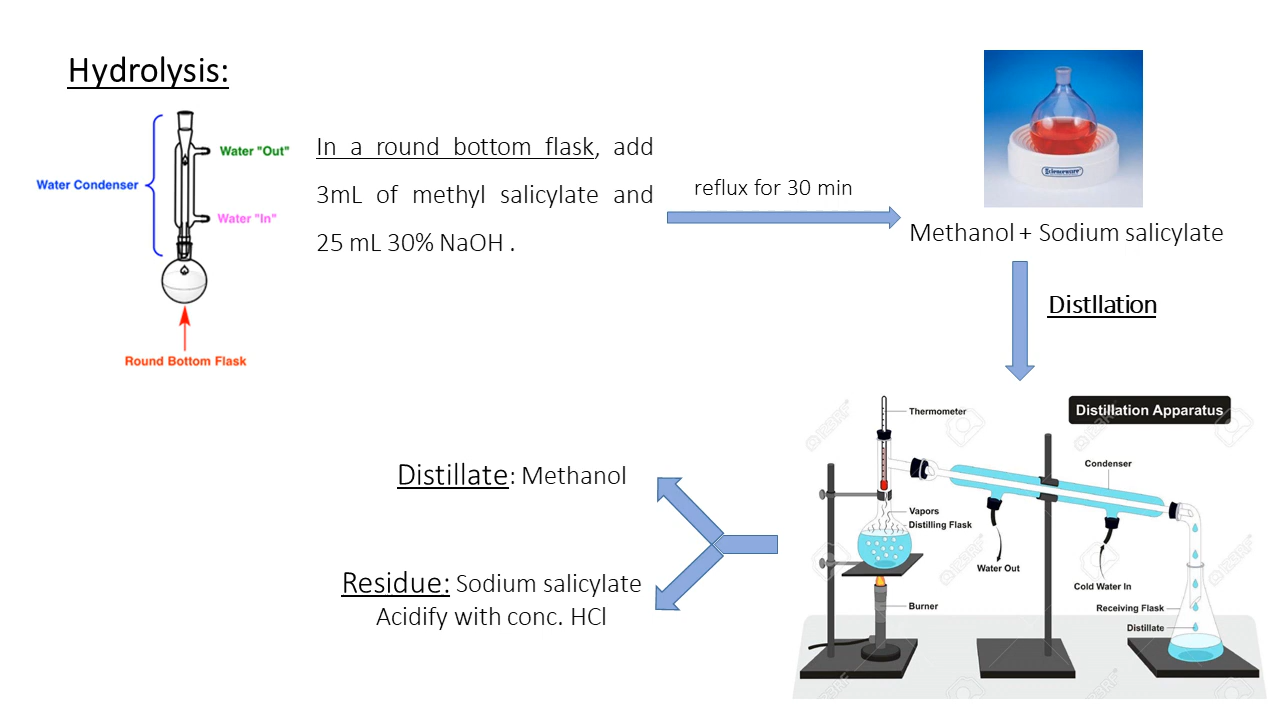 Hydrolysis:
Water "Out"
Water Condenser
Water "In"
Round Bottom Flask
In a round bottom flask, add
3mL of methyl salicylate and
25 mL 30% NaOH .
reflux for 30 min
Scienceware
Methanol + Sodium salicylate
Distllation
Distillation Apparatus
Thermometer
Condenser
Vapors
Distilling Flask
Water Out
Cold Water In
Burner
Receiving Flask
Distillate
Distillate: Methanol
Residue: Sodium salicylate
Acidify with conc. HCl
123RF